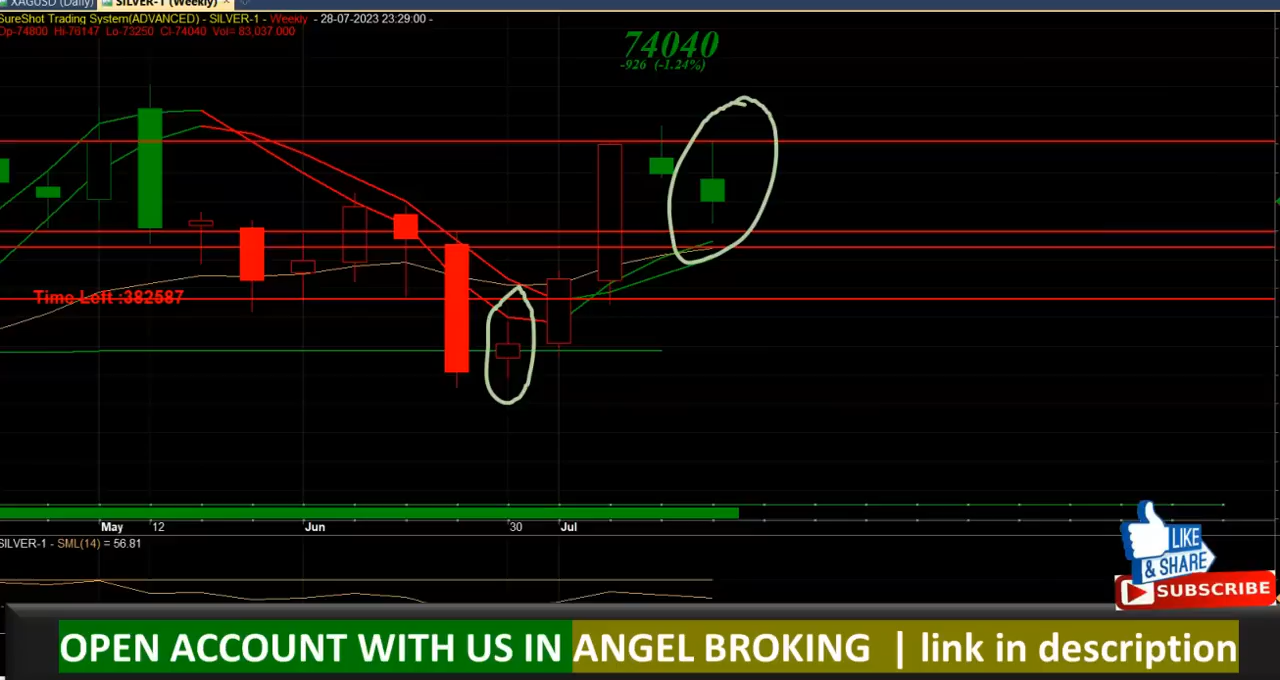 XAGUSD (Daily) SILVER-1 (Weekly)
SureShot Trading System(ADVANCED) - SILVER-1 - Weekly - 28-07-2023 23:29:00 -
Op-74800 Hi-76147 Lo-73250 Cl-74040 Vol= 83,037.000
74040
-926 (-1.24%)
Time Left :382587
May 12 Jun 30 Jul
SILVER-1 - SML(14) = 56.81
LIKE
& SHARE
SUBSCRIBE
OPEN ACCOUNT WITH US IN ANGEL BROKING | link in description